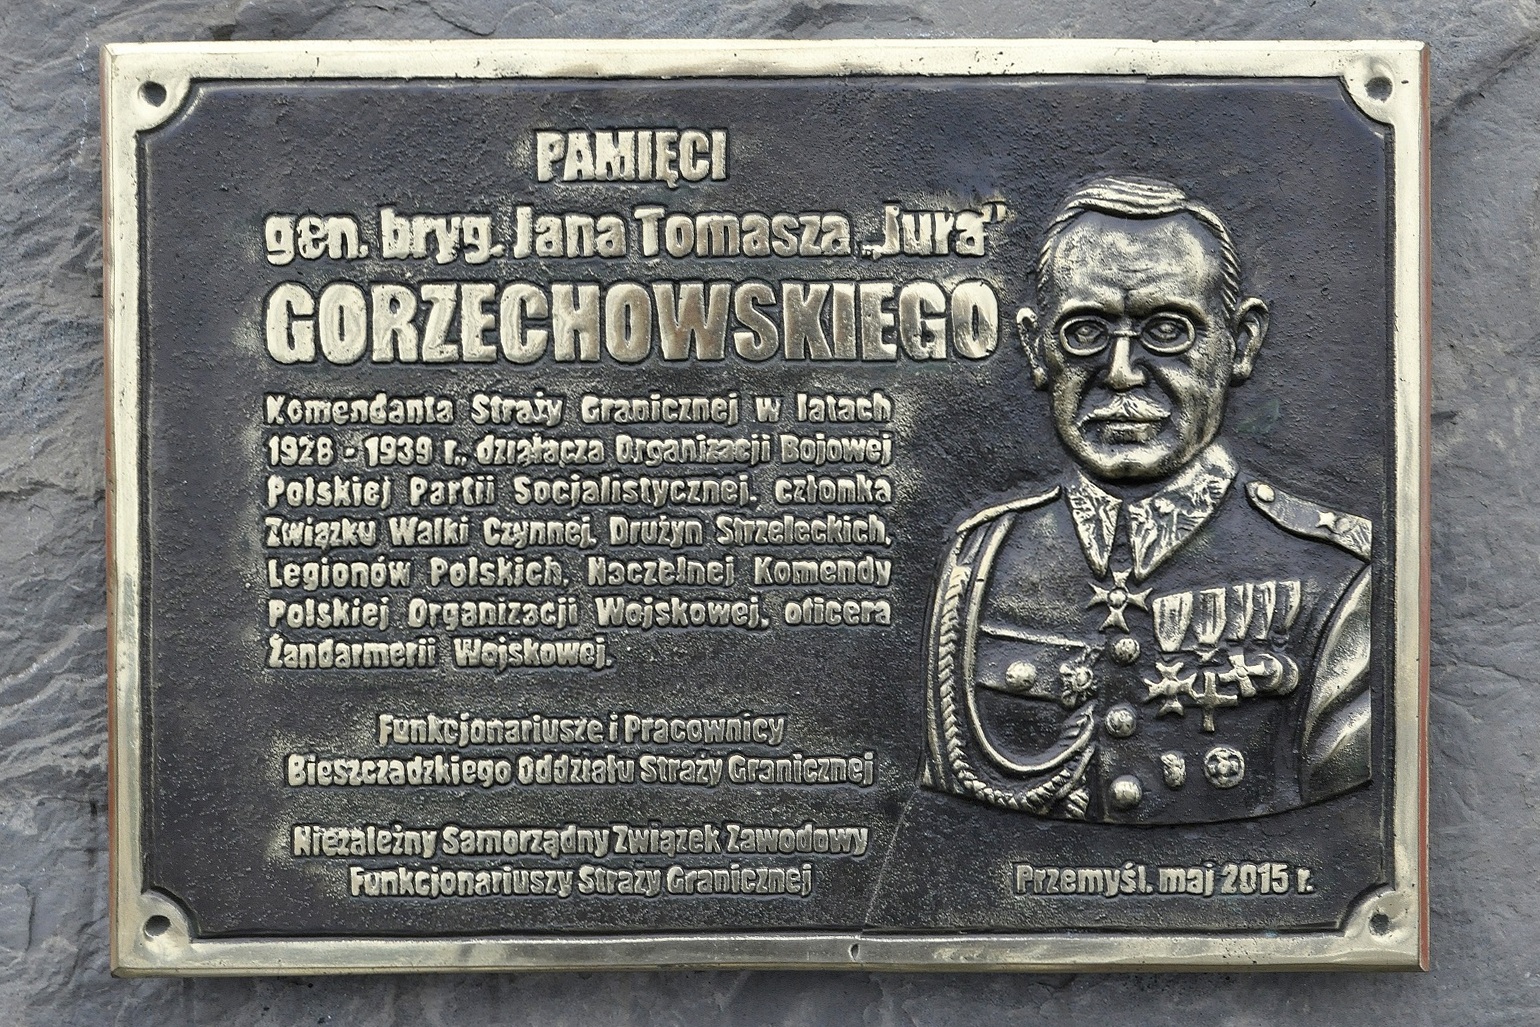 PAMIĘCI
gen. bryg. Jana Tomasza „Jura”
GORZECHOWSKIEGO
Komendanta Straży Granicznej w latach
1928 - 1939 r., działacza Organizacji Bojowej
Polskiej Partii Socjalistycznej, członka
Związku Walki Czynnej, Drużyn Strzeleckich,
Legionów Polskich, Naczelnej Komendy
Polskiej Organizacji Wojskowej, oficera
Żandarmerii Wojskowej.
Funkcjonariusze i Pracownicy
Bieszczadzkiego Oddziału Straży Granicznej
Niezależny Samorządny Związek Zawodowy
Funkcjonariuszy Straży Granicznej
Przemyśl, maj 2015 r.